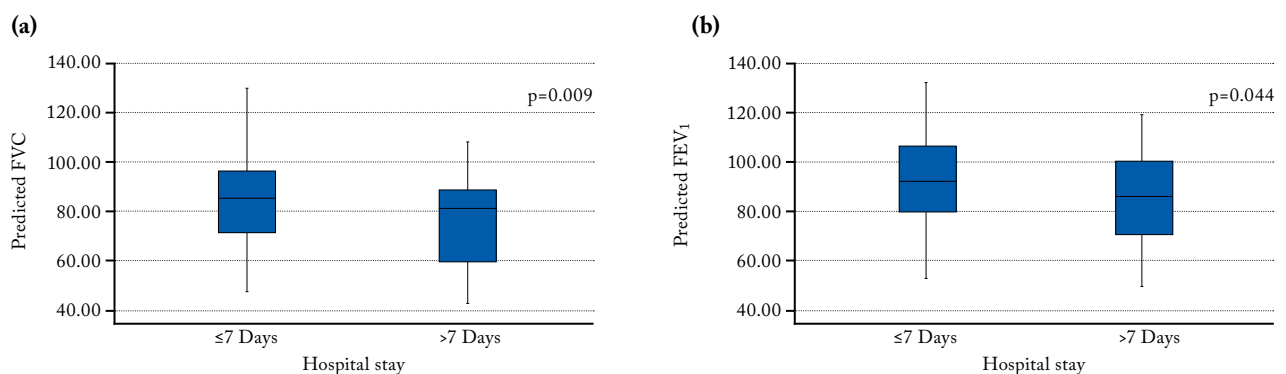 (a)
140.00
120.00
100.00
80.00
60.00
40.00
Predicted FVC
p=0.009
≤7 Days
>7 Days
Hospital stay
(b)
140.00
120.00
100.00
80.00
60.00
40.00
Predicted FEV₁
p=0.044
≤7 Days
>7 Days
Hospital stay